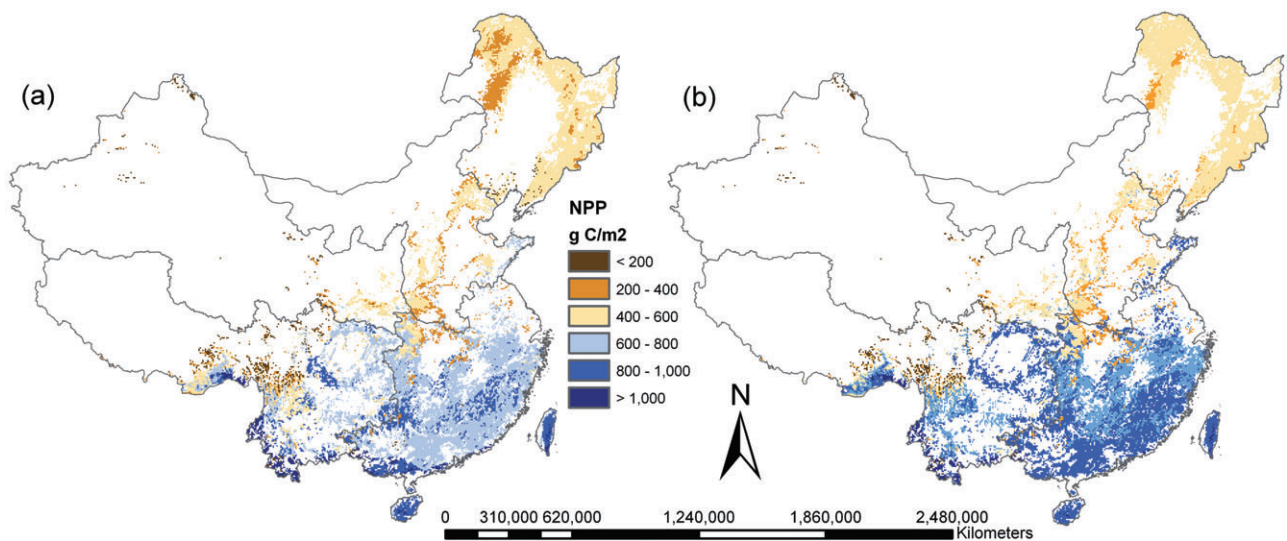 (a)
(b)
NPP
g C/m2
< 200
200 - 400
400 - 600
600 - 800
800 - 1,000
> 1,000
N
0 310,000 620,000 1,240,000 1,860,000 2,480,000
Kilometers